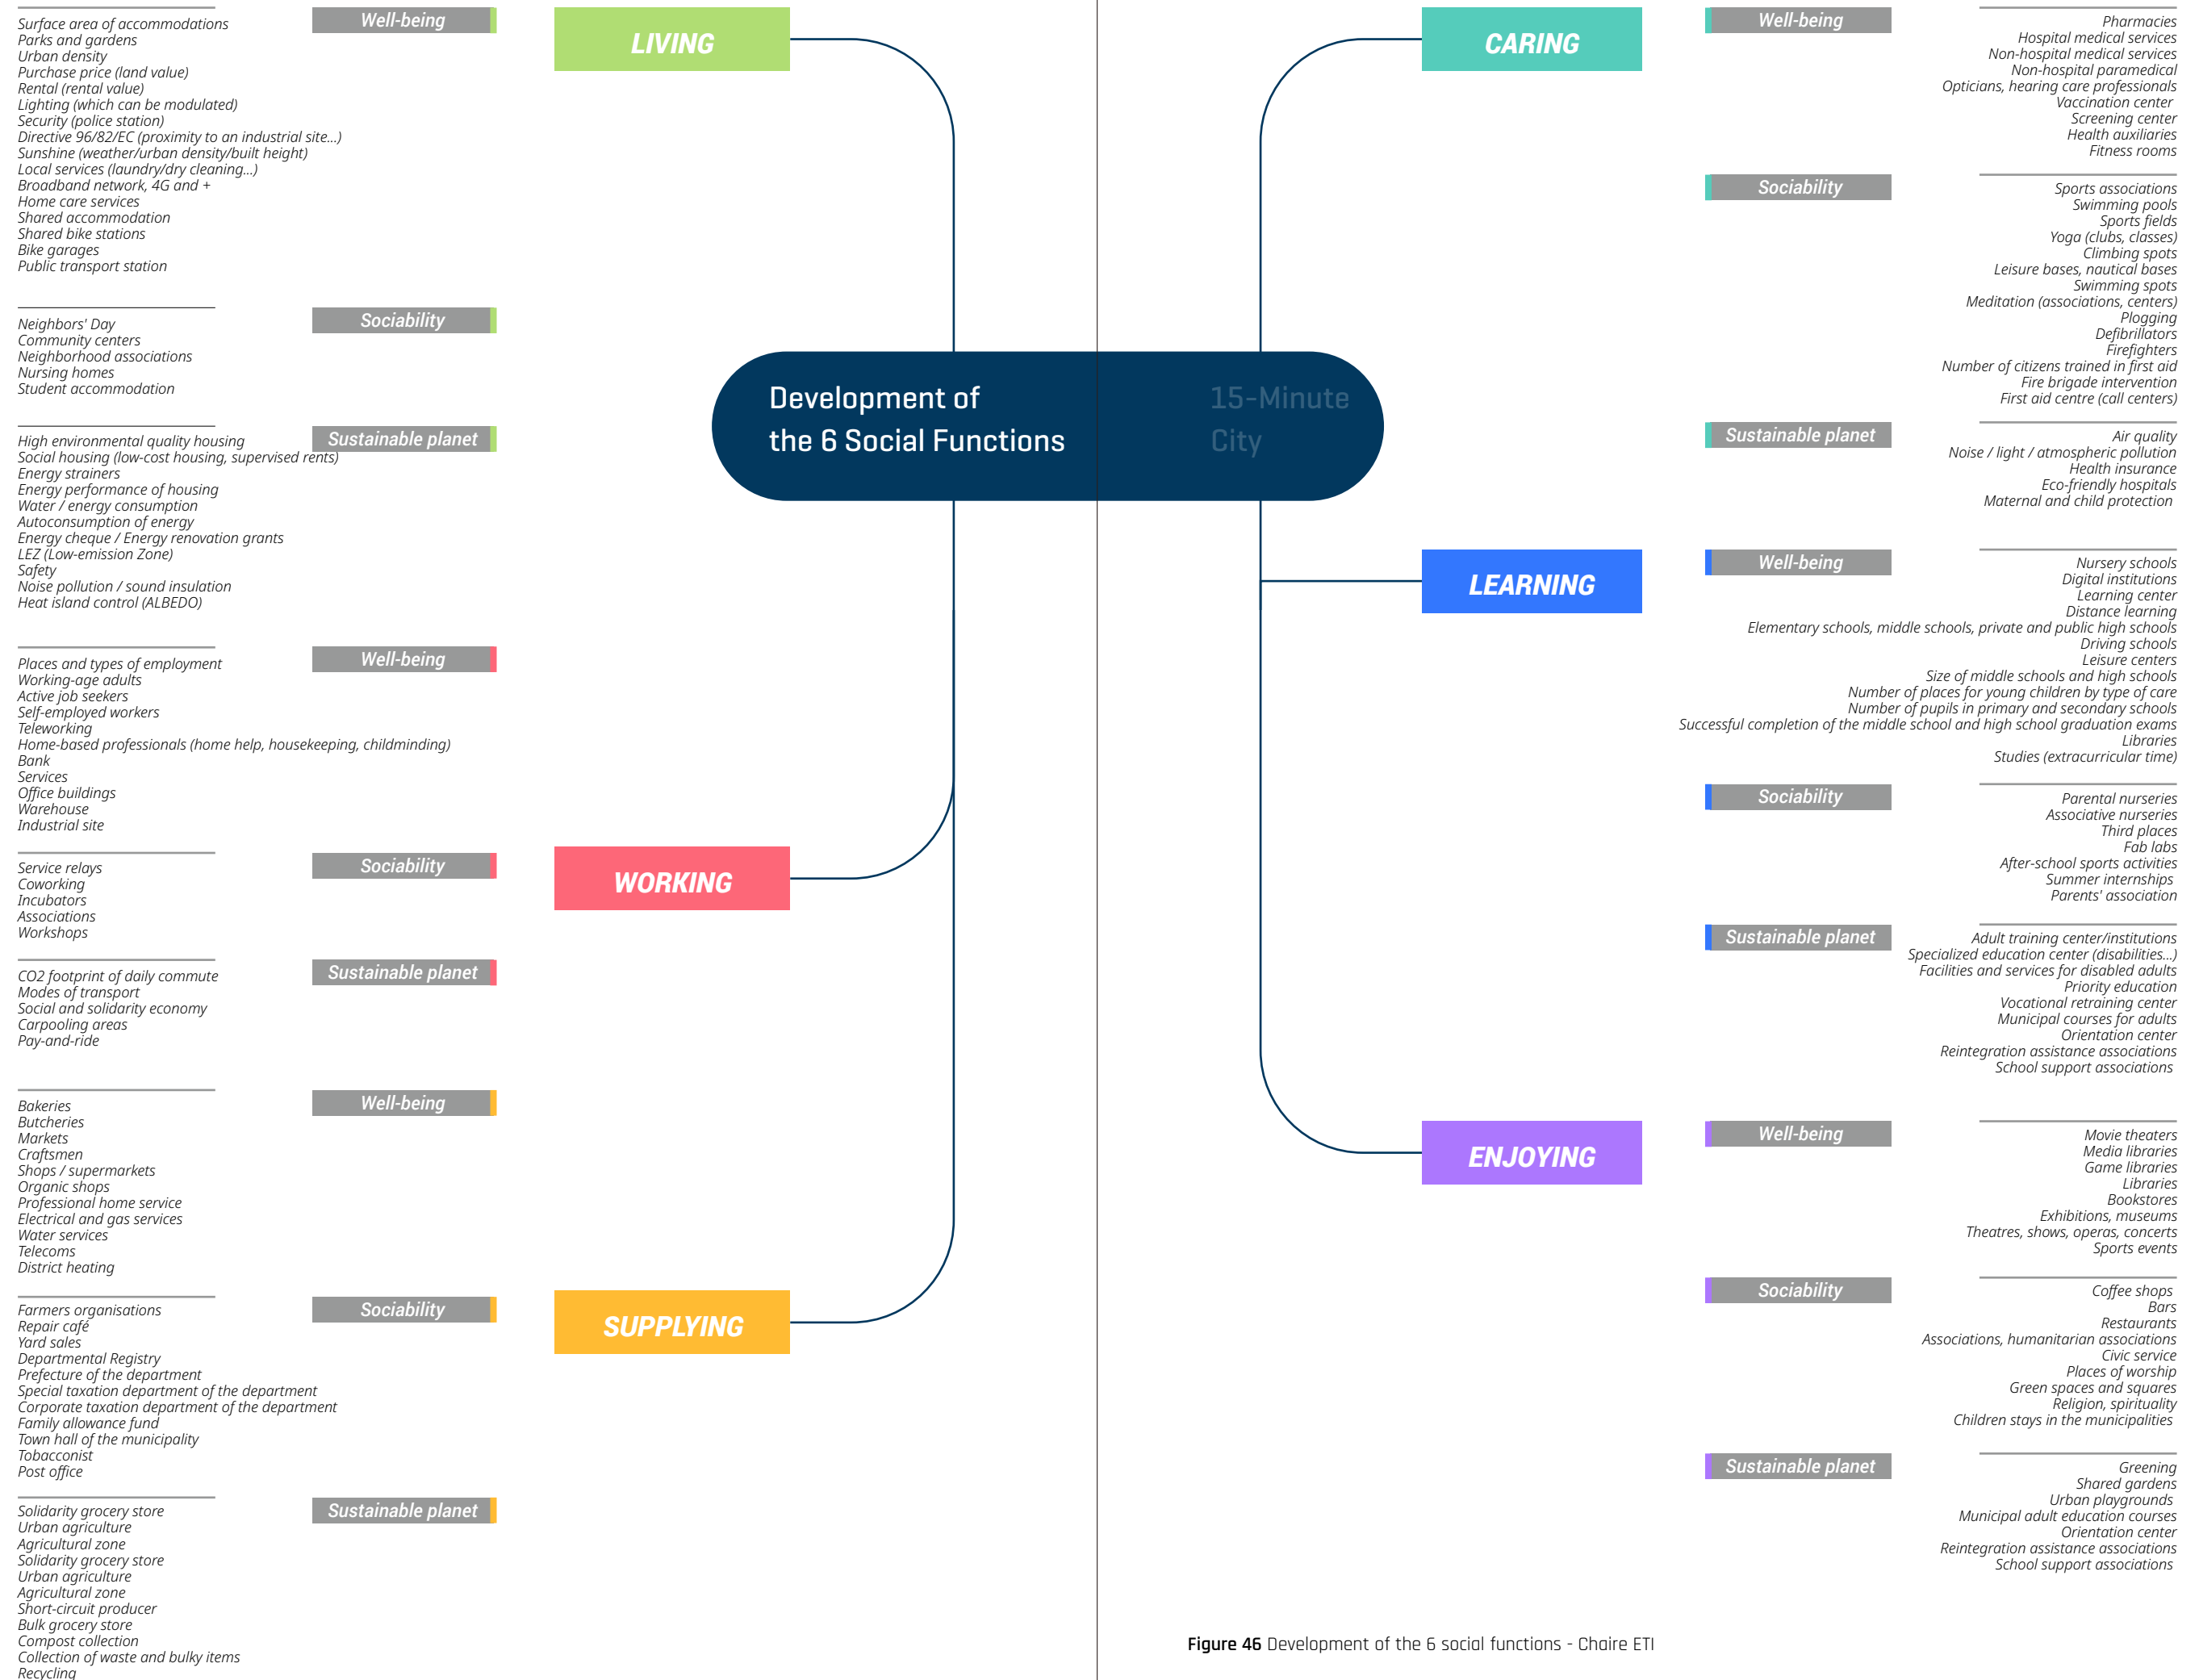 LIVING
Well-being
Surface area of accommodations
Parks and gardens
Urban density
Purchase price (land value)
Rental (rental value)
Lighting (which can be modulated)
Security (police station)
Directive 96/82/EC (proximity to an industrial site...)
Sunshine (weather/urban density/built height)
Local services (laundry/dry cleaning...)
Broadband network, 4G and +
Home care services
Shared accommodation
Shared bike stations
Bike garages
Public transport station
Sociability
Neighbors' Day
Community centers
Neighborhood associations
Nursing homes
Student accommodation
Sustainable planet
High environmental quality housing
Social housing (low-cost housing, supervised rents)
Energy strainers
Energy performance of housing
Water / energy consumption
Autoconsumption of energy
Energy cheque / Energy renovation grants
LEZ (Low-emission Zone)
Safety
Noise pollution / sound insulation
Heat island control (ALBEDO)
Development of
the 6 Social Functions
15-Minute
City
WORKING
Well-being
Places and types of employment
Working-age adults
Active job seekers
Self-employed workers
Teleworking
Home-based professionals (home help, housekeeping, childminding)
Bank
Services
Office buildings
Warehouse
Industrial site
Sociability
Service relays
Coworking
Incubators
Associations
Workshops
Sustainable planet
CO2 footprint of daily commute
Modes of transport
Social and solidarity economy
Carpooling areas
Pay-and-ride
SUPPLYING
Well-being
Bakeries
Butcheries
Markets
Craftsmen
Shops / supermarkets
Organic shops
Professional home service
Electrical and gas services
Water services
Telecoms
District heating
Sociability
Farmers organisations
Repair café
Yard sales
Departmental Registry
Prefecture of the department
Special taxation department of the department
Corporate taxation department of the department
Family allowance fund
Town hall of the municipality
Tobacconist
Post office
Sustainable planet
Solidarity grocery store
Urban agriculture
Agricultural zone
Solidarity grocery store
Urban agriculture
Agricultural zone
Short-circuit producer
Bulk grocery store
Compost collection
Collection of waste and bulky items
Recycling
CARING
Well-being
Pharmacies
Hospital medical services
Non-hospital medical services
Non-hospital paramedical
Opticians, hearing care professionals
Vaccination center
Screening center
Health auxiliaries
Fitness rooms
Sociability
Sports associations
Swimming pools
Sports fields
Yoga (clubs, classes)
Climbing spots
Leisure bases, nautical bases
Swimming spots
Meditation (associations, centers)
Plogging
Defibrillators
Firefighters
Number of citizens trained in first aid
Fire brigade intervention
First aid centre (call centers)
Sustainable planet
Air quality
Noise / light / atmospheric pollution
Health insurance
Eco-friendly hospitals
Maternal and child protection
LEARNING
Well-being
Nursery schools
Digital institutions
Learning center
Distance learning
Elementary schools, middle schools, private and public high schools
Driving schools
Leisure centers
Size of middle schools and high schools
Number of places for young children by type of care
Number of pupils in primary and secondary schools
Successful completion of the middle school and high school graduation exams
Libraries
Studies (extracurricular time)
Sociability
Parental nurseries
Associative nurseries
Third places
Fab labs
After-school sports activities
Summer internships
Parents' association
Sustainable planet
Adult training center/institutions
Specialized education center (disabilities...)
Facilities and services for disabled adults
Priority education
Vocational retraining center
Municipal courses for adults
Orientation center
Reintegration assistance associations
School support associations
ENJOYING
Well-being
Movie theaters
Media libraries
Game libraries
Libraries
Bookstores
Exhibitions, museums
Theatres, shows, operas, concerts
Sports events
Sociability
Coffee shops
Bars
Restaurants
Associations, humanitarian associations
Civic service
Places of worship
Green spaces and squares
Religion, spirituality
Children stays in the municipalities
Sustainable planet
Greening
Shared gardens
Urban playgrounds
Municipal adult education courses
Orientation center
Reintegration assistance associations
School support associations
Figure 46 Development of the 6 social functions - Chaire ETI